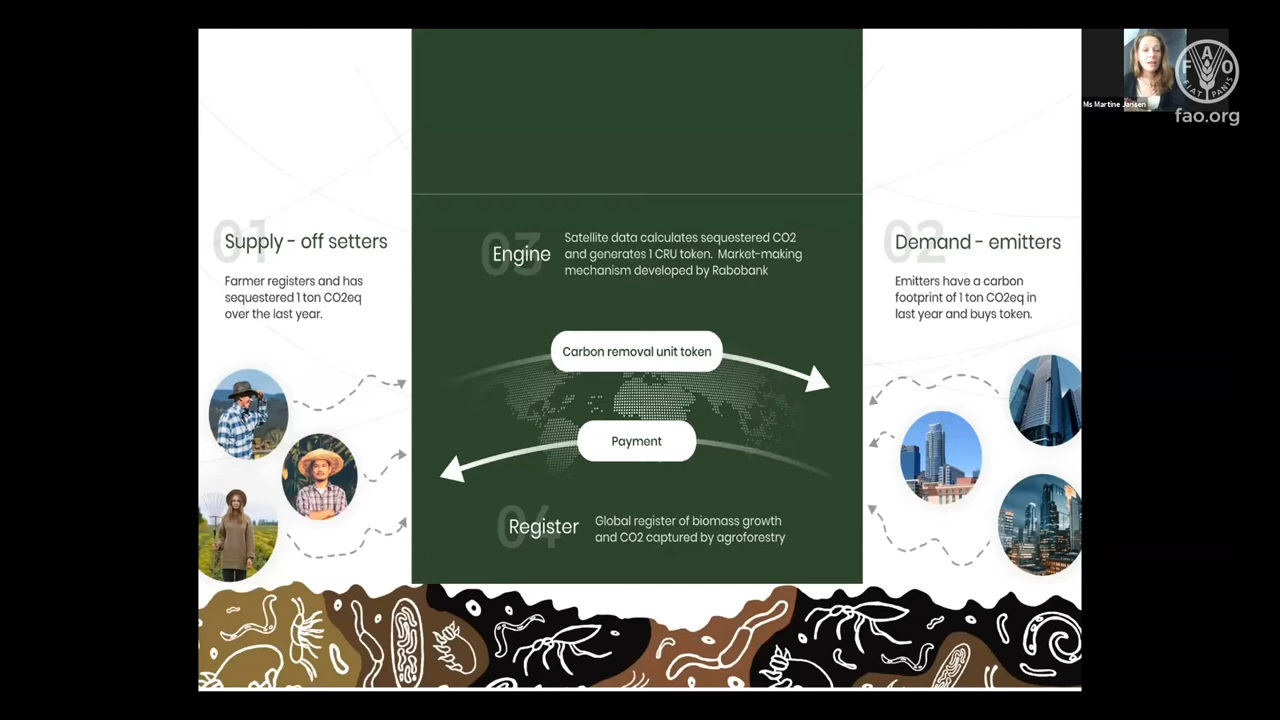 01
Supply - off setters
Farmer registers and has
sequestered 1 ton CO2eq
over the last year.
03
Engine
Satellite data calculates sequestered CO2
and generates 1 CRU token. Market-making
mechanism developed by Rabobank
Carbon removal unit token
Payment
04
Register
Global register of biomass growth
and CO2 captured by agroforestry
02
Demand - emitters
Emitters have a carbon
footprint of 1 ton CO2eq in
last year and buys token.
Ms Martine Jansen
F A O
FIAT PANIS
fao.org